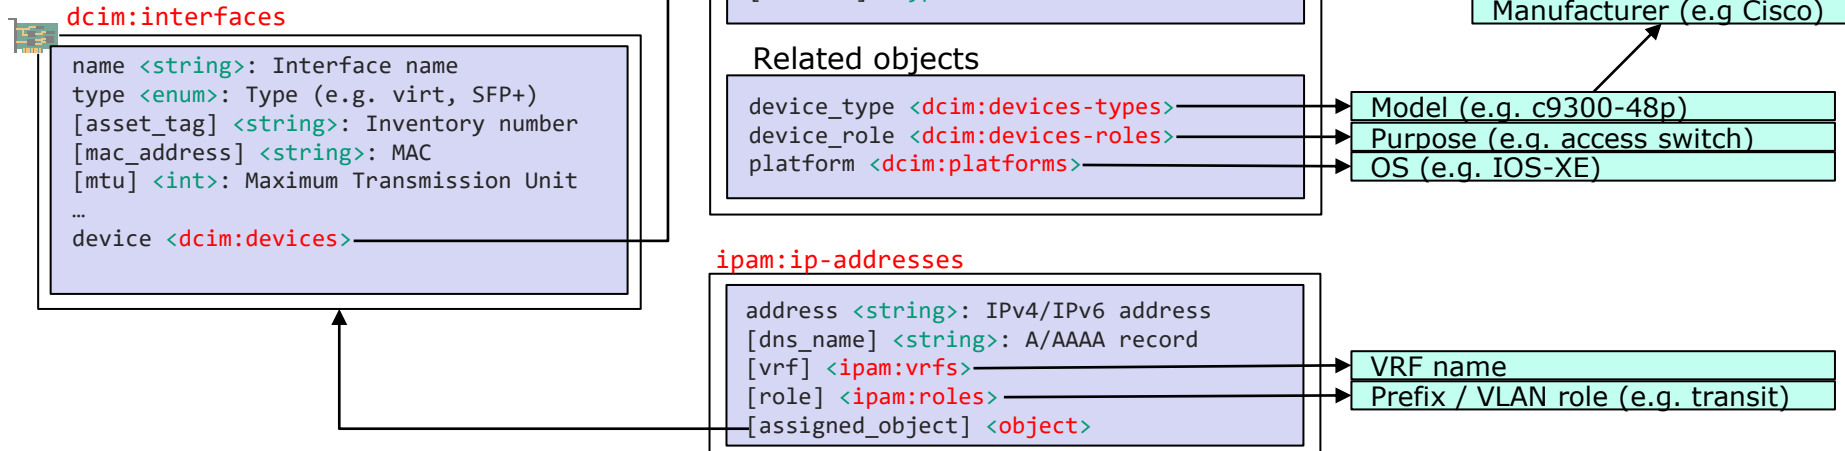 dcim:interfaces
name <string>: Interface name
type <enum>: Type (e.g. virt, SFP+)
[asset_tag] <string>: Inventory number
[mac_address] <string>: MAC
[mtu] <int>: Maximum Transmission Unit
…
device <dcim:devices>
Related objects
device_type <dcim:devices-types>
device_role <dcim:devices-roles>
platform <dcim:platforms>
Manufacturer (e.g Cisco)
Model (e.g. c9300-48p)
Purpose (e.g. access switch)
OS (e.g. IOS-XE)
ipam:ip-addresses
address <string>: IPv4/IPv6 address
[dns_name] <string>: A/AAAA record
[vrf] <ipam:vrfs>
[role] <ipam:roles>
[assigned_object] <object>
VRF name
Prefix / VLAN role (e.g. transit)